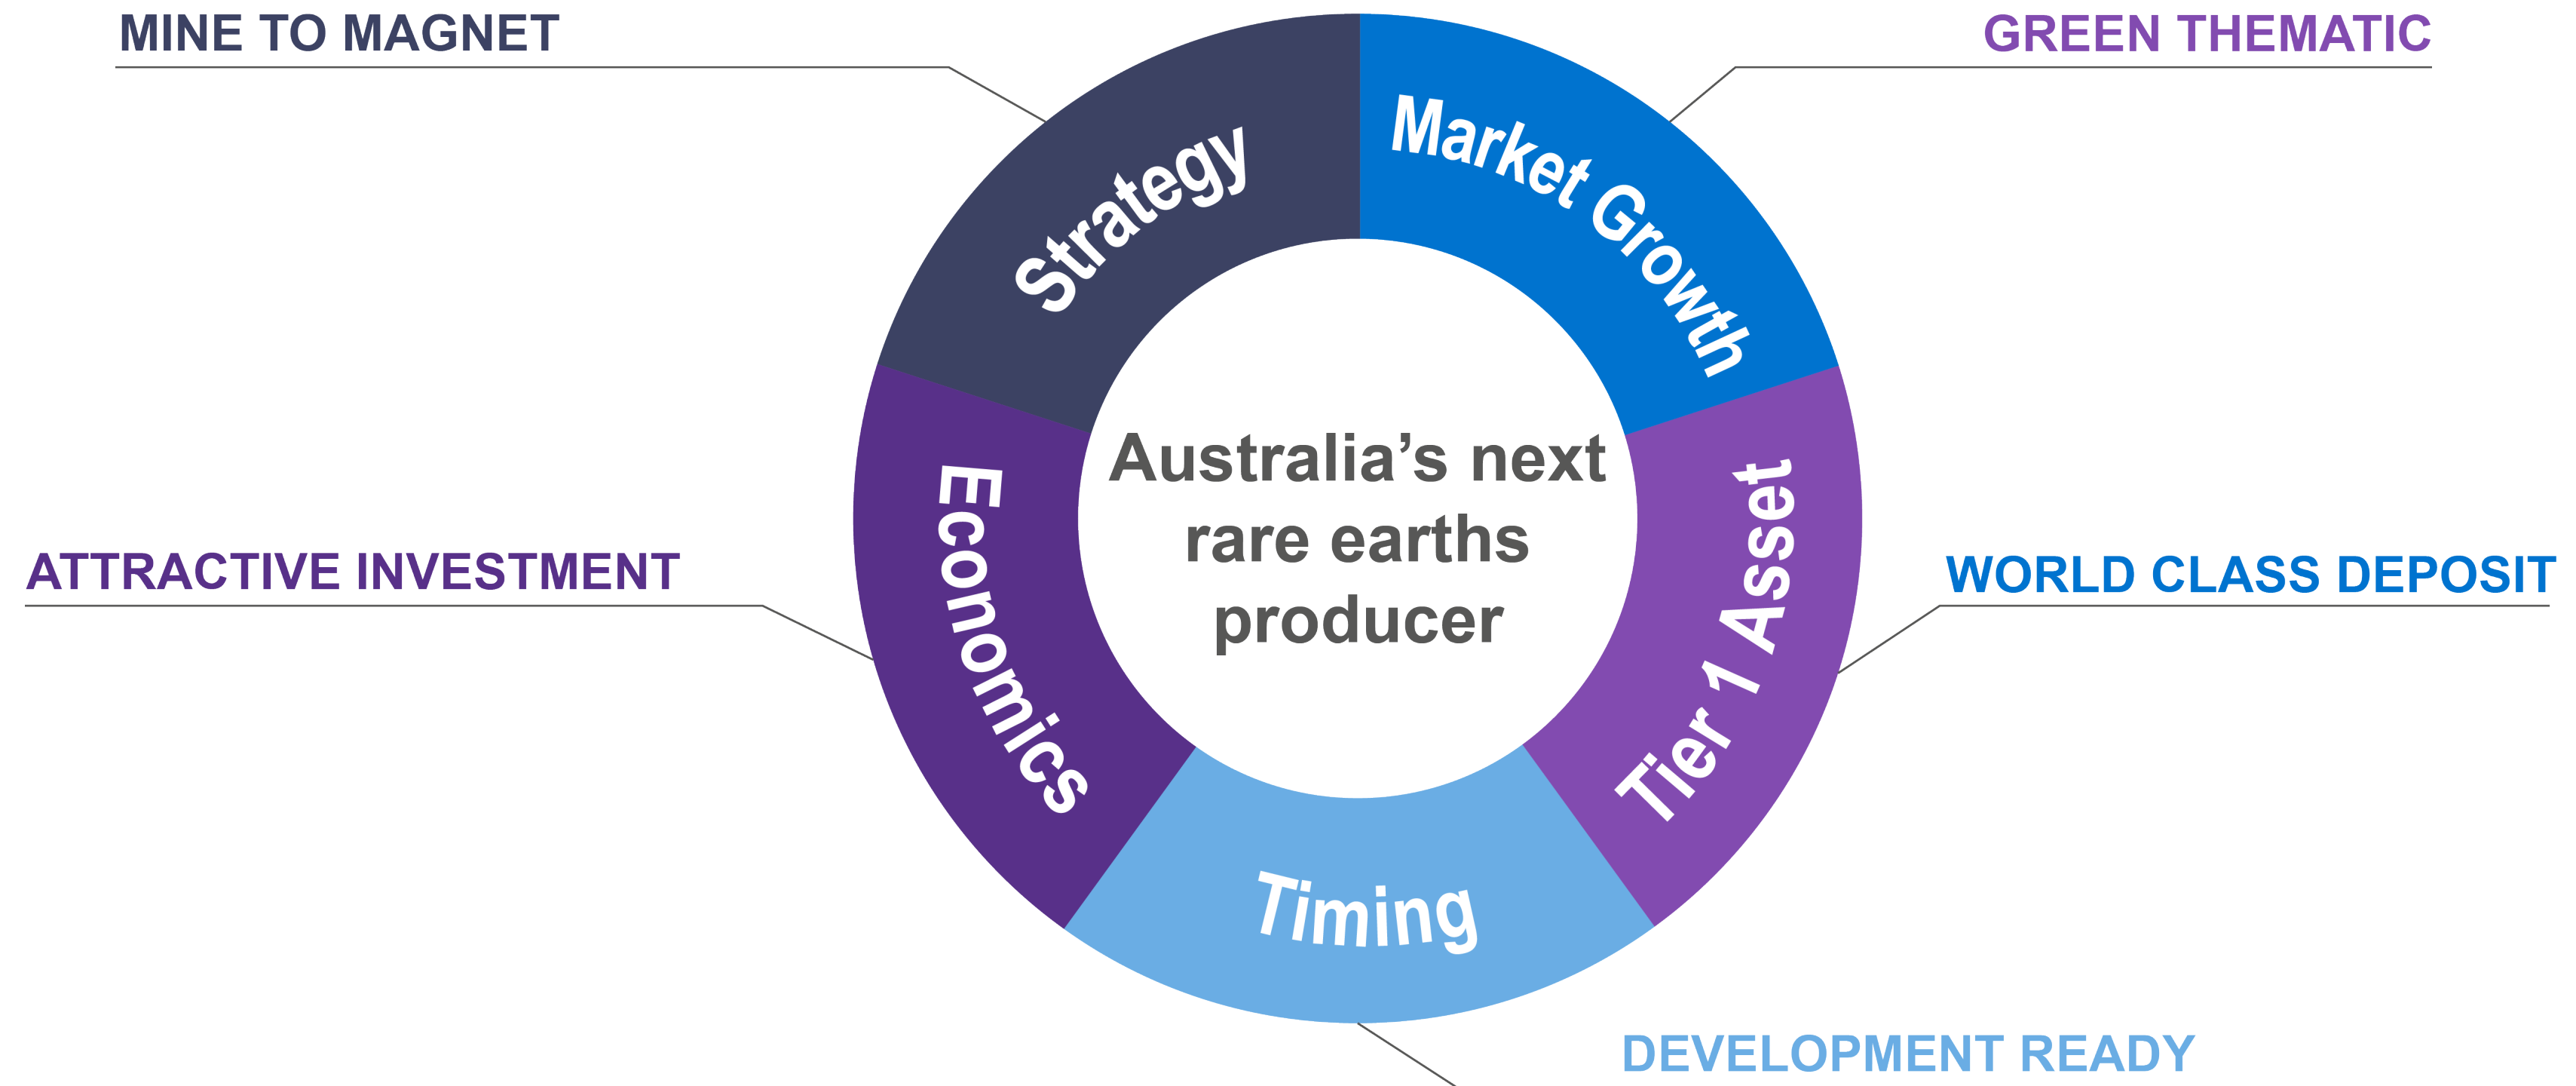 MINE TO MAGNET
GREEN THEMATIC
Strategy
Market Growth
Australia’s next
rare earths
producer
Economics
Tier 1 Asset
ATTRACTIVE INVESTMENT
WORLD CLASS DEPOSIT
Timing
DEVELOPMENT READY